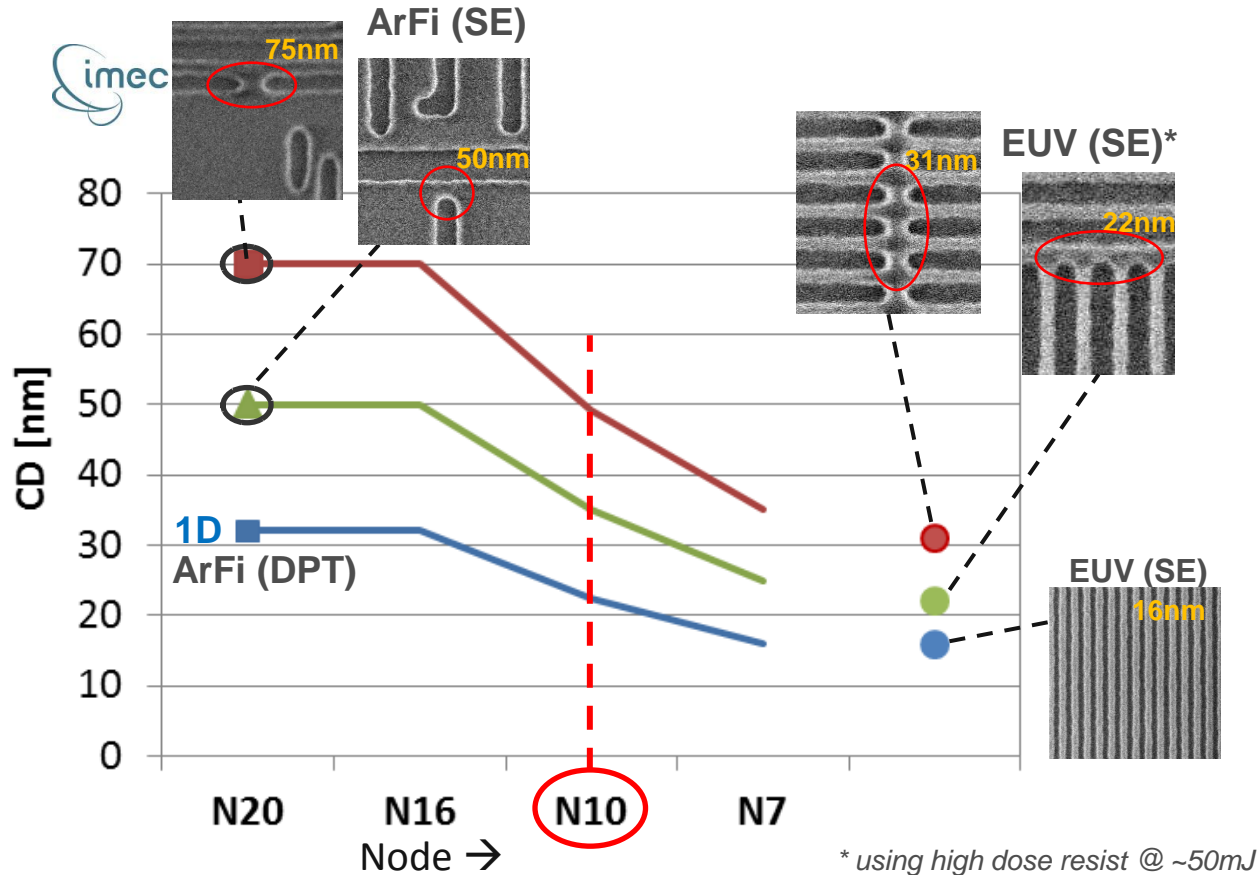 imec
ArFi (SE)
75nm
50nm
31nm
EUV (SE)*
22nm
80
70
60
50
40
30
20
10
0
CD [nm]
1D
ArFi (DPT)
EUV (SE)
16nm
N20
N16
N10
N7
Node →
* using high dose resist @ ~50mJ